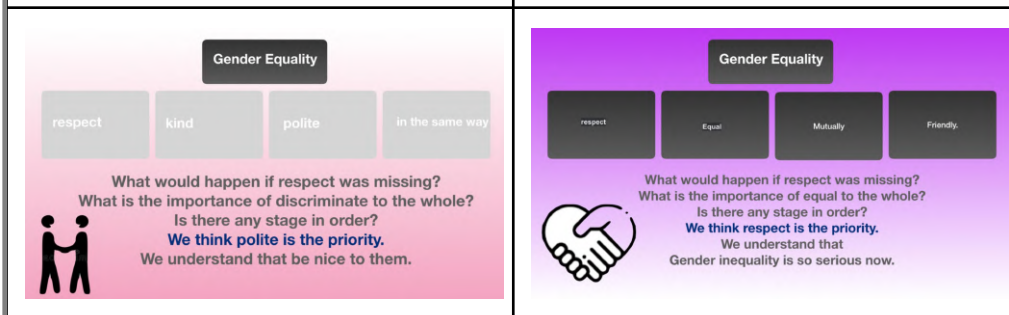 Gender Equality
respect
kind
polite
in the same way
What would happen if respect was missing?
What is the importance of discriminate to the whole?
Is there any stage in order?
We think polite is the priority.
We understand that be nice to them.
Gender Equality
respect
Equal
Mutually
Friendly.
What would happen if respect was missing?
What is the importance of equal to the whole?
Is there any stage in order?
We think respect is the priority.
We understand that
Gender inequality is so serious now.